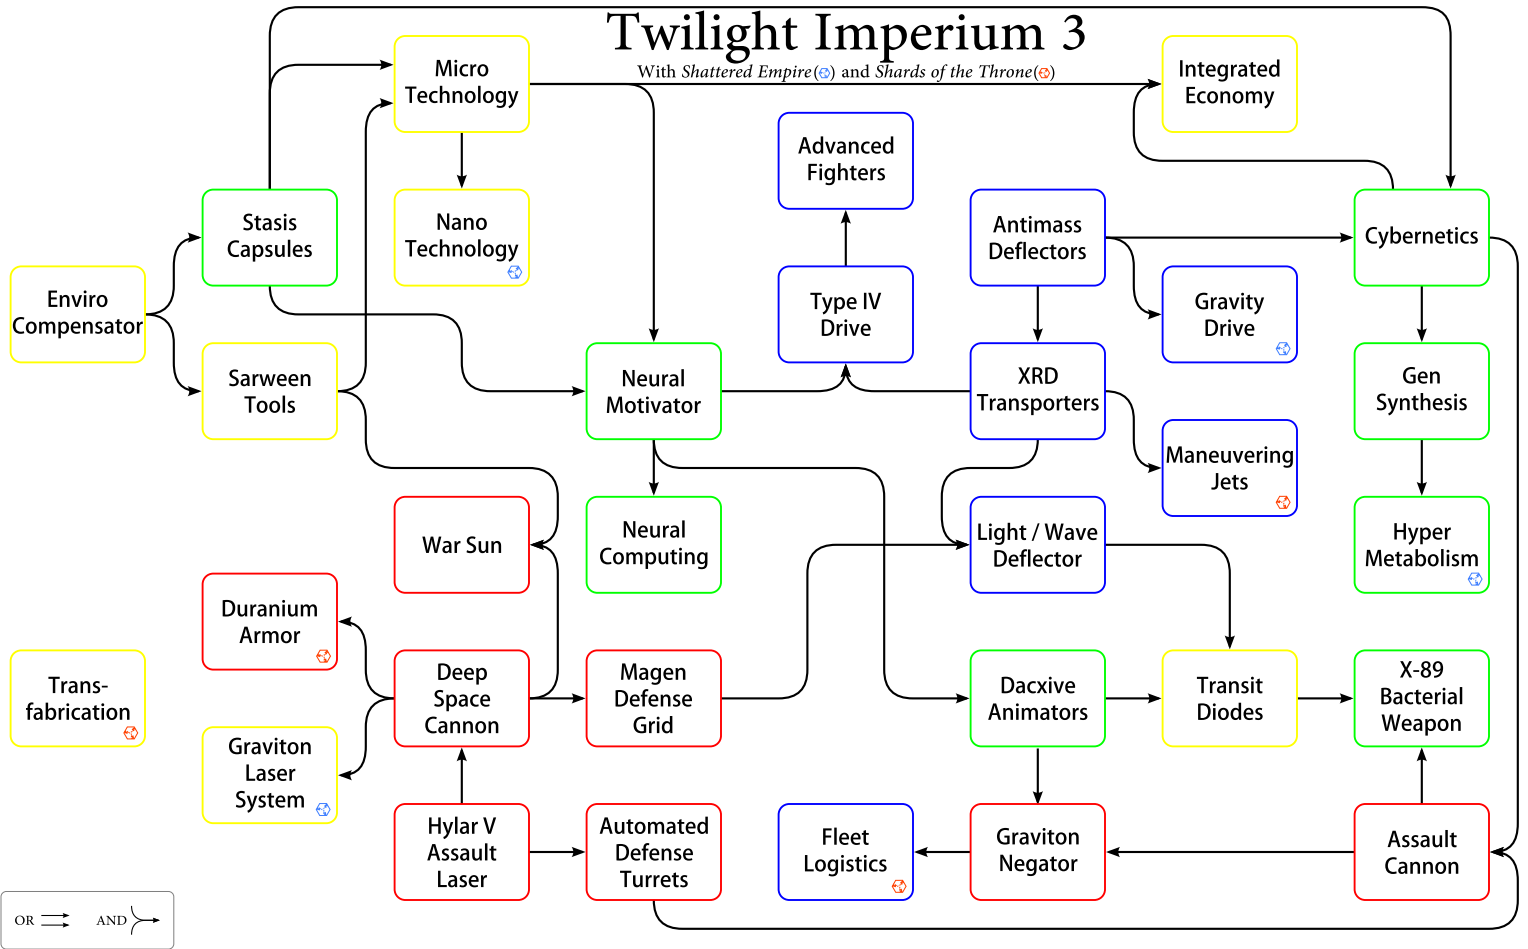 Twilight Imperium 3
With Shattered Empire( ) and Shards of the Throne( )
Micro
Technology
Integrated
Economy
Advanced
Fighters
Stasis
Capsules
Nano
Technology
Antimass
Deflectors
Cybernetics
Enviro
Compensator
Type IV
Drive
Gravity
Drive
Sarween
Tools
Neural
Motivator
XRD
Transporters
Gen
Synthesis
Maneuvering
Jets
War Sun
Neural
Computing
Light / Wave
Deflector
Hyper
Metabolism
Duranium
Armor
Trans-
fabrication
Deep
Space
Cannon
Magen
Defense
Grid
Dacxive
Animators
Transit
Diodes
X-89
Bacterial
Weapon
Graviton
Laser
System
Hylar V
Assault
Laser
Automated
Defense
Turrets
Fleet
Logistics
Graviton
Negator
Assault
Cannon
OR
AND